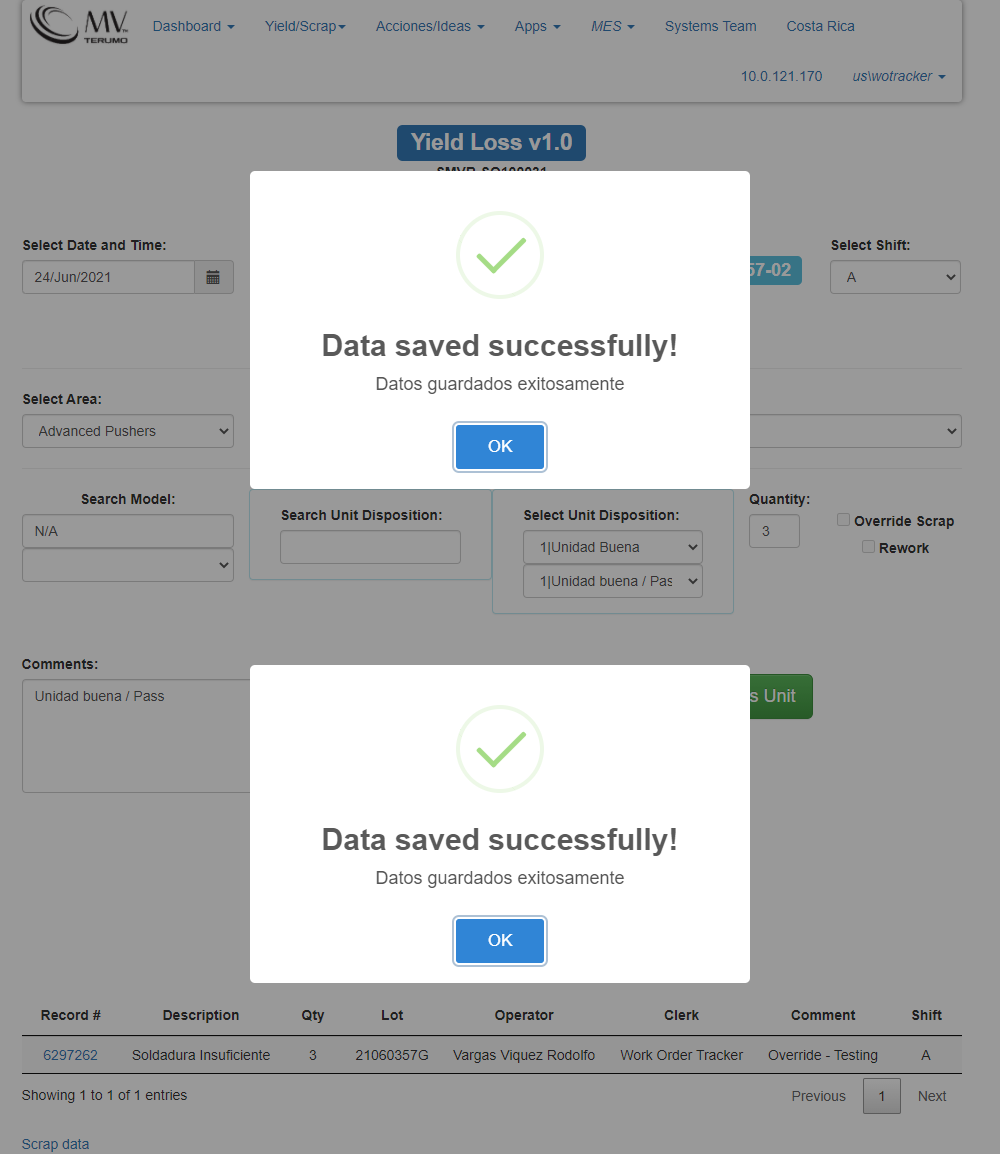 MV™
TERUMO
Dashboard
Yield/Scrap
Acciones/Ideas
Apps
MES
Systems Team
Costa Rica
10.0.121.170
us\wotracker
Yield Loss v1.0
Select Date and Time:
24/Jun/2021
57-02
Select Shift:
A
Data saved successfully!
Datos guardados exitosamente
OK
Select Area:
Advanced Pushers
Search Model:
N/A
Search Unit Disposition:
Select Unit Disposition:
1|Unidad Buena
1|Unidad buena / Pas
Quantity:
3
Override Scrap
Rework
Comments:
Unidad buena / Pass
s Unit
Data saved successfully!
Datos guardados exitosamente
OK
Record # Description Qty Lot Operator Clerk Comment Shift
6297262 Soldadura Insuficiente 3 21060357G Vargas Viquez Rodolfo Work Order Tracker Override - Testing A
Showing 1 to 1 of 1 entries
Previous 1 Next
Scrap data